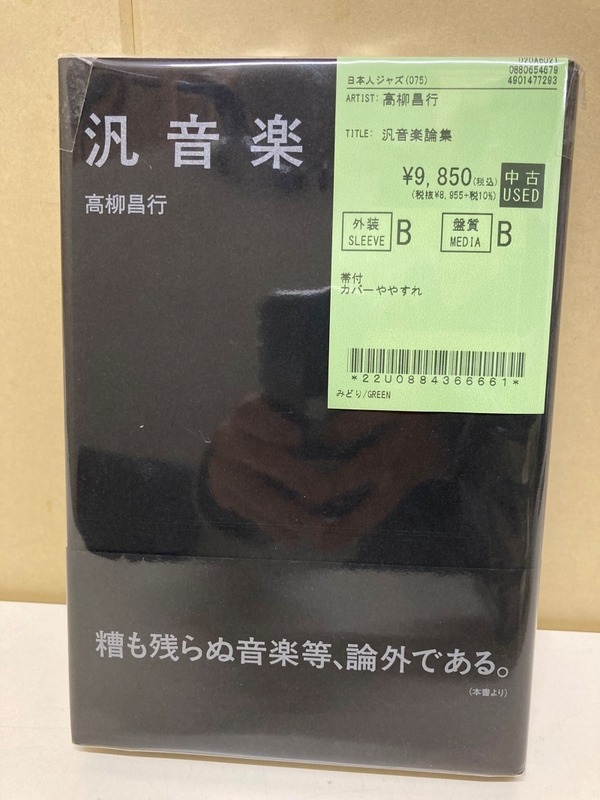 汎音楽
高柳昌行
020A6021
0880654679
4901477293
日本人ジャズ(075)
ARTIST: 高柳昌行
TITLE: 汎音楽論集
¥9,850(税込)
(税抜¥8,955+税10%)
中古
USED
外装
SLEEVE
B
盤質
MEDIA
B
帯付
カバーややすれ
*22U0884366661*
みどり/GREEN
糟も残らぬ音楽等、論外である。
(本書より)